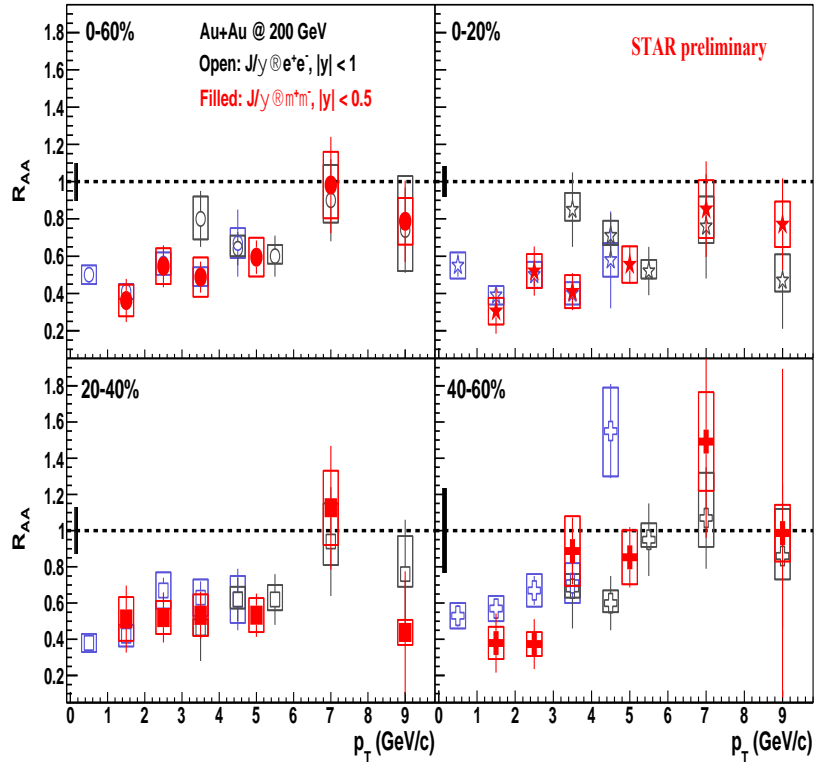 0-60%
Au+Au @ 200 GeV
Open: J/y®e⁺e⁻, |y| < 1
Filled: J/y®m⁺m⁻, |y| < 0.5
0-20%
STAR preliminary
1.8
1.6
1.4
1.2
1
0.8
0.6
0.4
0.2
R_AA
20-40%
40-60%
1.8
1.6
1.4
1.2
1
0.8
0.6
0.4
0.2
R_AA
0 1 2 3 4 5 6 7 8 9
0 1 2 3 4 5 6 7 8 9
p_T (GeV/c)
p_T (GeV/c)